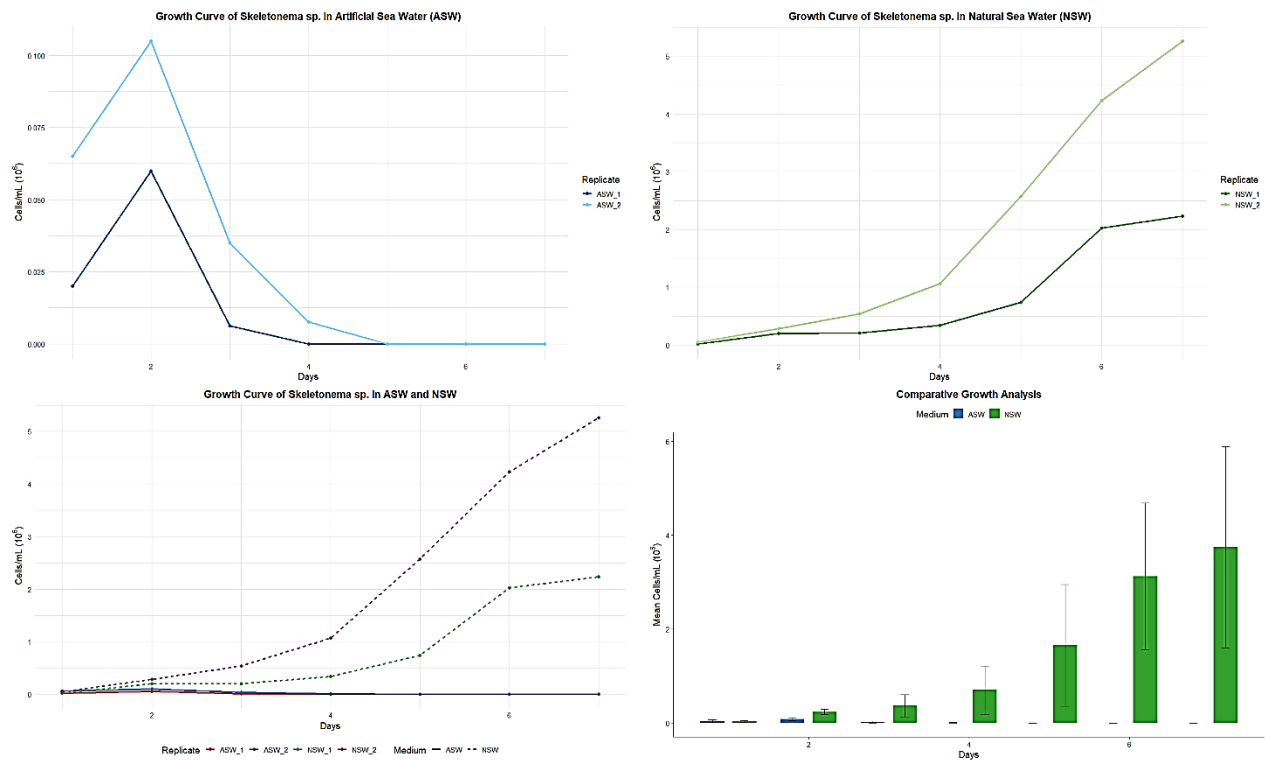 Growth Curve of Skeletonema sp. In Artificial Sea Water (ASW)
0.100
0.075
0.050
0.025
0.000
Cells/mL (10⁶)
2
4
6
Days
Replicate
ASW_1
ASW_2
Growth Curve of Skeletonema sp. In Natural Sea Water (NSW)
5
4
3
2
1
0
Cells/mL (10⁶)
2
4
6
Days
Replicate
NSW_1
NSW_2
Growth Curve of Skeletonema sp. In ASW and NSW
5
4
3
2
1
0
Cells/mL (10⁶)
2
4
6
Days
Replicate ASW_1 ASW_2 NSW_1 NSW_2 Medium ASW NSW
Comparative Growth Analysis
Medium ASW NSW
6
4
2
0
Mean Cells/mL
2
4
6
Days